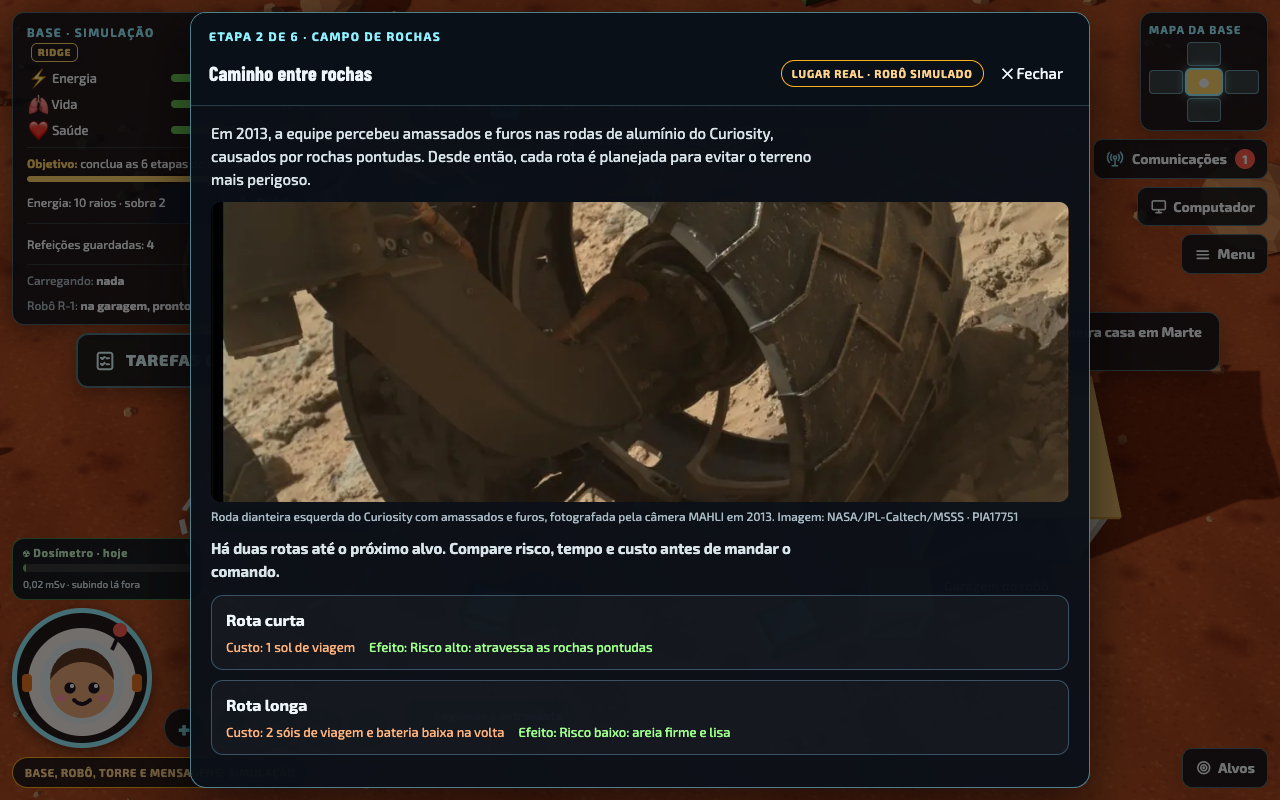 BASE · SIMULAÇÃO
RIDGE
Energia
Vida
Saúde
Objetivo: conclua as 6 etapas
Energia: 10 raios · sobra 2
Refeições guardadas: 4
Carregando: nada
Robô R-1: na garagem, pronto
TAREFAS
Dosímetro · hoje
0,02 mSv · subindo lá fora
BASE, ROBÔ, TORRE E MENSA
ETAPA 2 DE 6 · CAMPO DE ROCHAS
Caminho entre rochas
LUGAR REAL · ROBÔ SIMULADO
Fechar
Em 2013, a equipe percebeu amassados e furos nas rodas de alumínio do Curiosity,
causados por rochas pontudas. Desde então, cada rota é planejada para evitar o terreno
mais perigoso.
Roda dianteira esquerda do Curiosity com amassados e furos, fotografada pela câmera MAHLI em 2013. Imagem: NASA/JPL-Caltech/MSSS · PIA17751
Há duas rotas até o próximo alvo. Compare risco, tempo e custo antes de mandar o
comando.
Rota curta
Custo: 1 sol de viagem Efeito: Risco alto: atravessa as rochas pontudas
Rota longa
Custo: 2 sóis de viagem e bateria baixa na volta Efeito: Risco baixo: areia firme e lisa
MAPA DA BASE
Comunicações 1
Computador
Menu
ra casa em Marte
Alvos